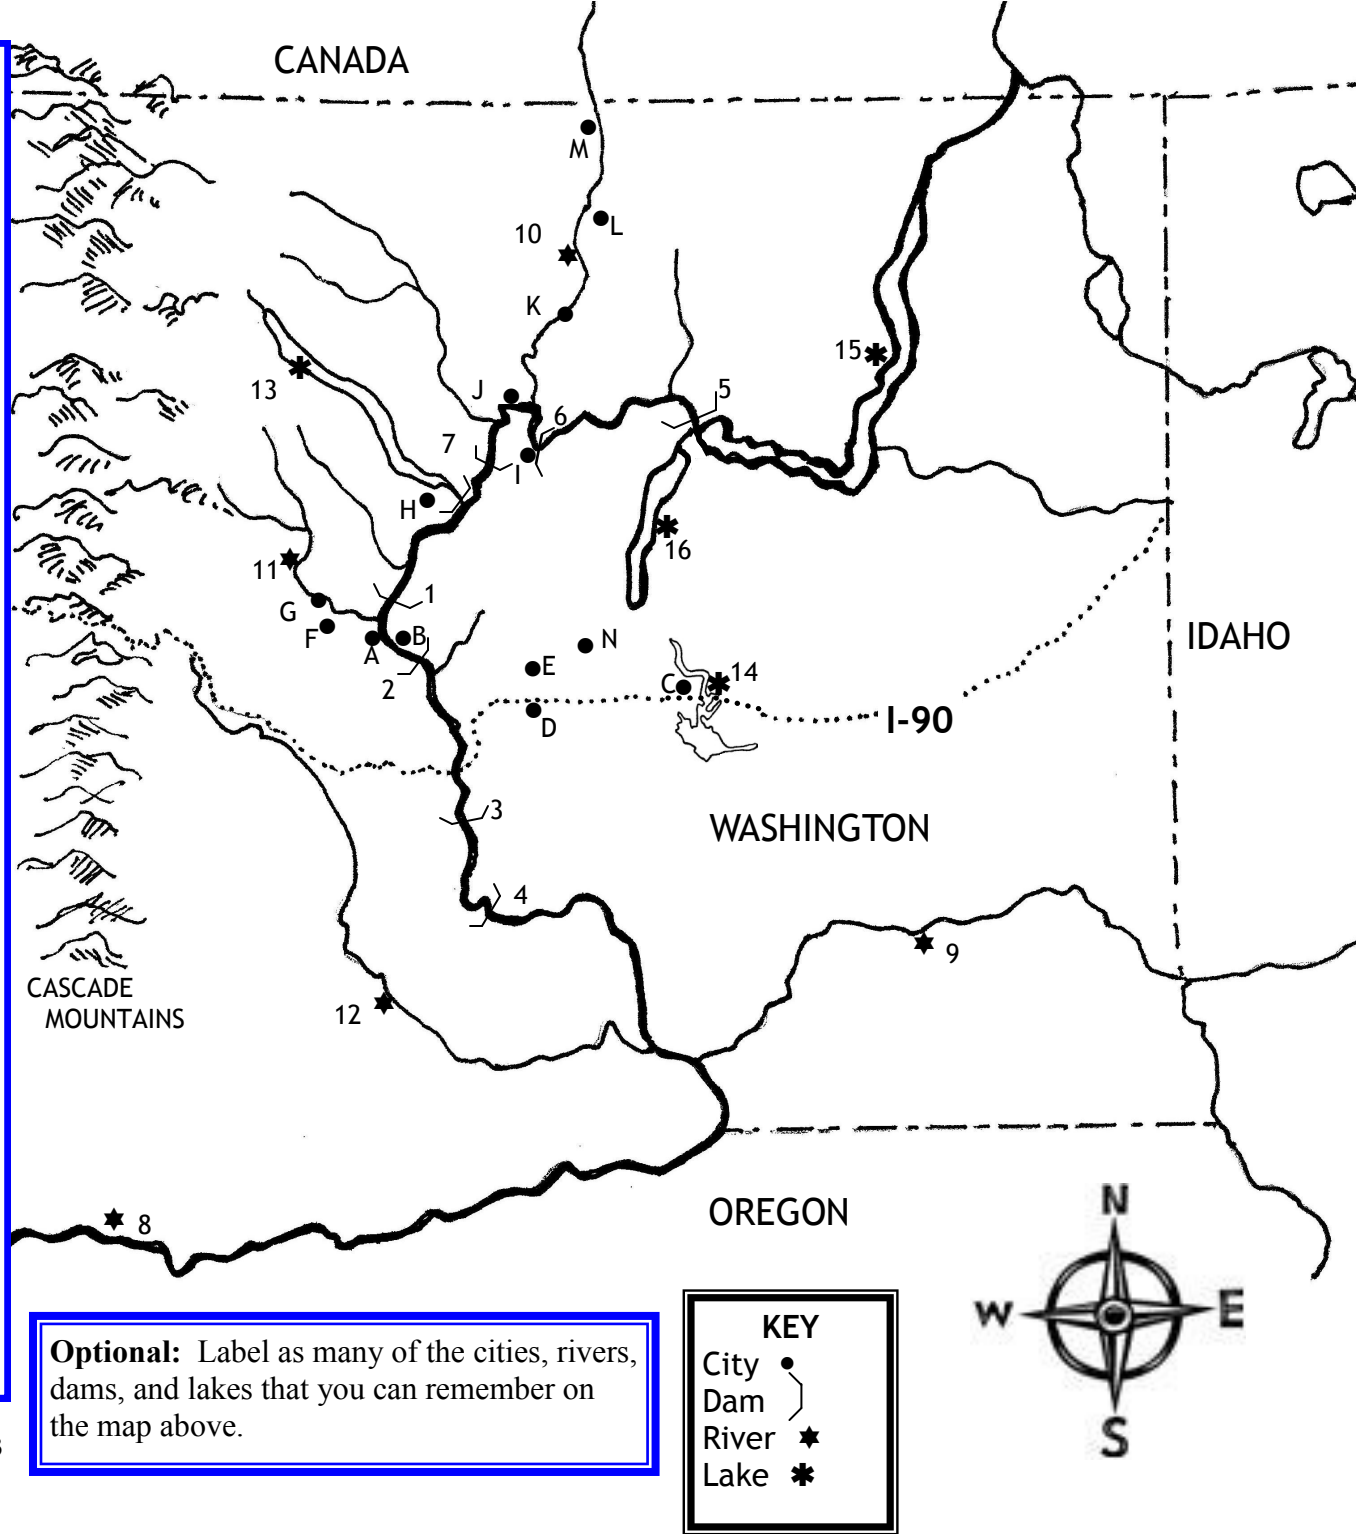 CANADA
M
L
10
K
15
13
J
5
6
7
I
H
16
11
1
G
F
A
B
N
IDAHO
E
C
14
2
D
I-90
3
WASHINGTON
4
9
CASCADE
MOUNTAINS
12
OREGON
8
N
W
E
S
Optional: Label as many of the cities, rivers,
dams, and lakes that you can remember on
the map above.
KEY
City
Dam
River
Lake